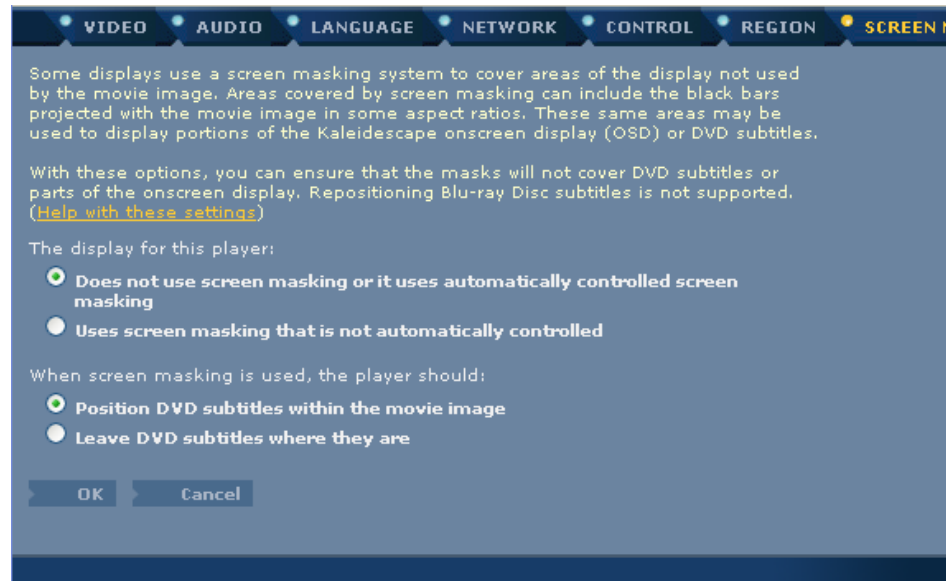 VIDEO AUDIO LANGUAGE NETWORK CONTROL REGION SCREEN
Some displays use a screen masking system to cover areas of the display not used
by the movie image. Areas covered by screen masking can include the black bars
projected with the movie image in some aspect ratios. These same areas may be
used to display portions of the Kaleidescape onscreen display (OSD) or DVD subtitles.
With these options, you can ensure that the masks will not cover DVD subtitles or
parts of the onscreen display. Repositioning Blu-ray Disc subtitles is not supported.
(Help with these settings)
The display for this player:
Does not use screen masking or it uses automatically controlled screen
masking
Uses screen masking that is not automatically controlled
When screen masking is used, the player should:
Position DVD subtitles within the movie image
Leave DVD subtitles where they are
OK Cancel